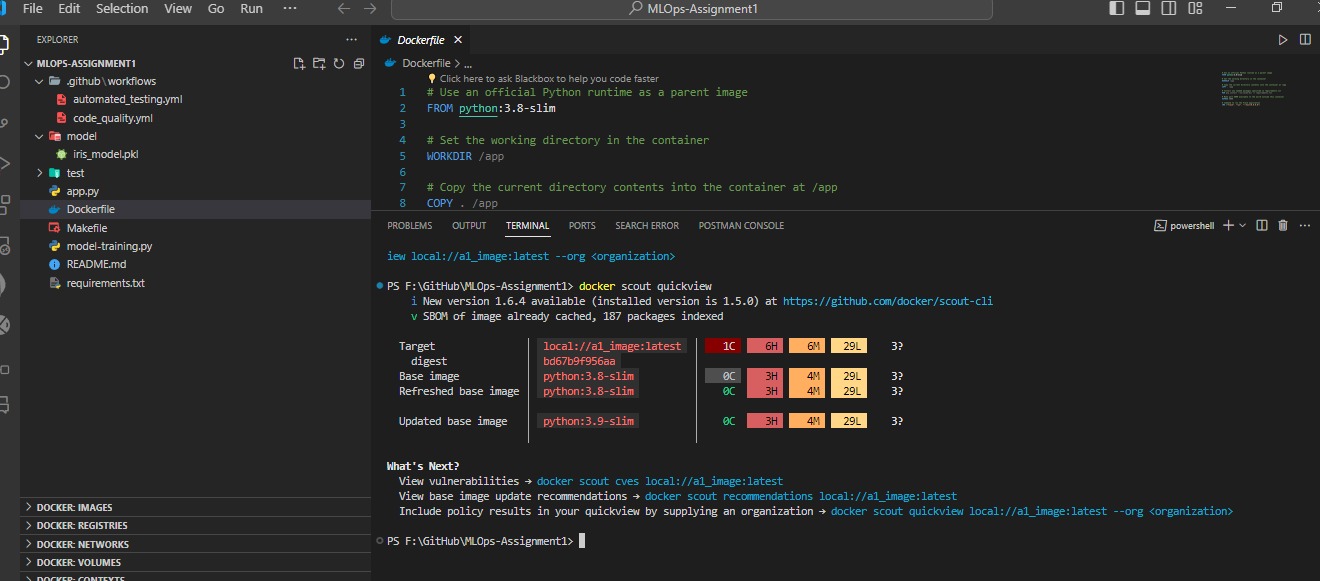 File Edit Selection View Go Run ··· MLOps-Assignment1
EXPLORER
MLOPS-ASSIGNMENT1
.github\workflows
automated_testing.yml
code_quality.yml
model
iris_model.pkl
test
app.py
Dockerfile
Makefile
model-training.py
README.md
requirements.txt
DOCKER: IMAGES
DOCKER: REGISTRIES
DOCKER: NETWORKS
DOCKER: VOLUMES
DOCKER: CONTEXTS
Dockerfile
Dockerfile > ...
Click here to ask Blackbox to help you code faster
1 # Use an official Python runtime as a parent image
2 FROM python:3.8-slim
3
4 # Set the working directory in the container
5 WORKDIR /app
6
7 # Copy the current directory contents into the container at /app
8 COPY . /app
PROBLEMS OUTPUT TERMINAL PORTS SEARCH ERROR POSTMAN CONSOLE powershell
iew local://a1_image:latest --org <organization>
PS F:\GitHub\MLOps-Assignment1> docker scout quickview
i New version 1.6.4 available (installed version is 1.5.0) at https://github.com/docker/scout-cli
v SBOM of image already cached, 187 packages indexed
Target local://a1_image:latest 1C 6H 6M 29L 3?
digest bd67b9f956aa
Base image python:3.8-slim 0C 3H 4M 29L 3?
Refreshed base image python:3.8-slim 0C 3H 4M 29L 3?
Updated base image python:3.9-slim 0C 3H 4M 29L 3?
What's Next?
View vulnerabilities → docker scout cves local://a1_image:latest
View base image update recommendations → docker scout recommendations local://a1_image:latest
Include policy results in your quickview by supplying an organization → docker scout quickview local://a1_image:latest --org <organization>
PS F:\GitHub\MLOps-Assignment1>